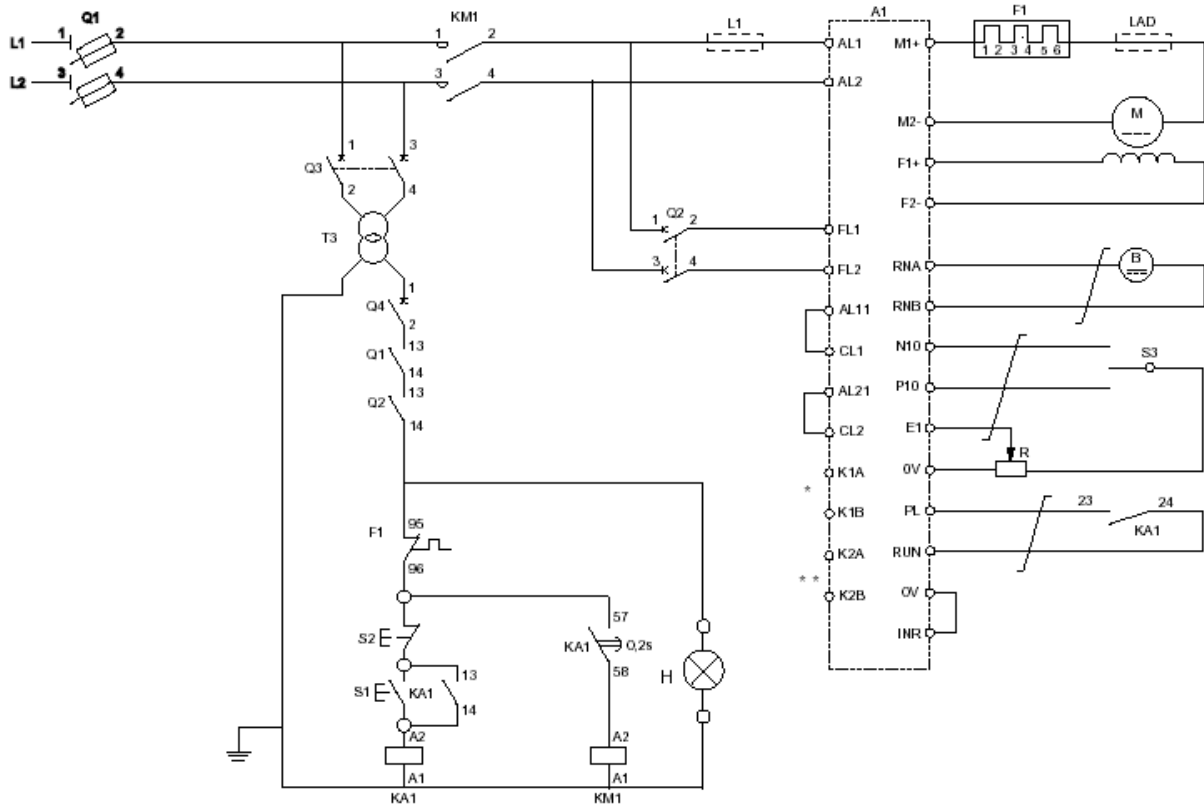 Q1 KM1 L1 A1 F1 LAD
L1 1 2 1 2 AL1 M1+ 1 2 3 4 5 6
L2 3 4 3 4 AL2
M2- M
1 3 F1+
Q3
2 4 F2-
T3 1 Q2 2 FL1
3 4 FL2 RNA B
1 AL11 RNB
Q4
2 CL1 N10 S3
13
Q1 AL21 P10
14
13 CL2 E1
Q2
14 R
K1A 0V
* K1B PL 23 24
KA1
95
F1 K2A RUN
96 * * K2B 0V
57 INR
S2 KA1 0,2s
58 H
13
S1 KA1
14
A2 A2
A1 A1
KA1 KM1